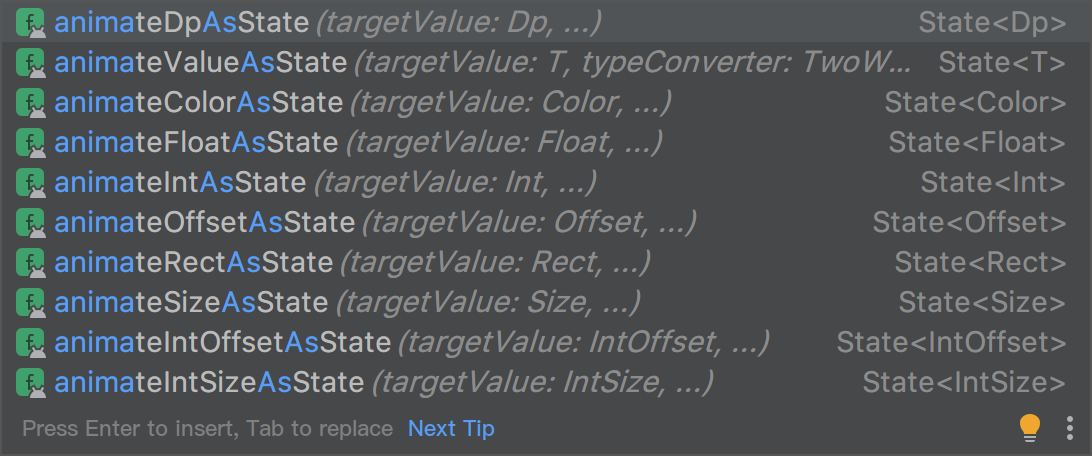 animateDpAsState (targetValue: Dp, ...) State<Dp>
animateValueAsState (targetValue: T, typeConverter: TwoW... State<T>
animateColorAsState (targetValue: Color, ...) State<Color>
animateFloatAsState (targetValue: Float, ...) State<Float>
animateIntAsState (targetValue: Int, ...) State<Int>
animateOffsetAsState (targetValue: Offset, ...) State<Offset>
animateRectAsState (targetValue: Rect, ...) State<Rect>
animateSizeAsState (targetValue: Size, ...) State<Size>
animateIntOffsetAsState (targetValue: IntOffset, ...) State<IntOffset>
animateIntSizeAsState (targetValue: IntSize, ...) State<IntSize>
Press Enter to insert, Tab to replace Next Tip